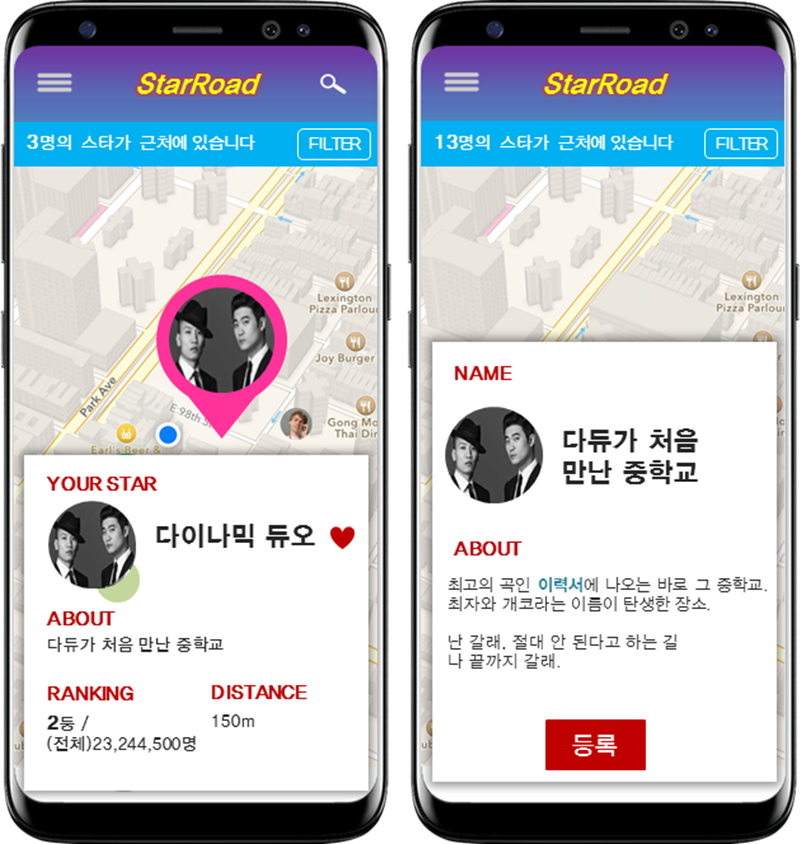 StarRoad
3명의 스타가 근처에 있습니다
FILTER
Lexington
Pizza Parlour
Joy Burger
Park Ave
E 98th S
Gong Mo
Thai Din
Earl's Beer &
YOUR STAR
다이나믹 듀오
ABOUT
다듀가 처음 만난 중학교
RANKING
DISTANCE
2등 /
150m
(전체)23,244,500명
StarRoad
13명의 스타가 근처에 있습니다
FILTER
Lexington
Pizza Parlour
NAME
다듀가 처음
만난 중학교
ABOUT
최고의 곡인 이력서에 나오는 바로 그 중학교.
최자와 개코라는 이름이 탄생한 장소.
난 갈래, 절대 안 된다고 하는 길
나 끝까지 갈래.
등록